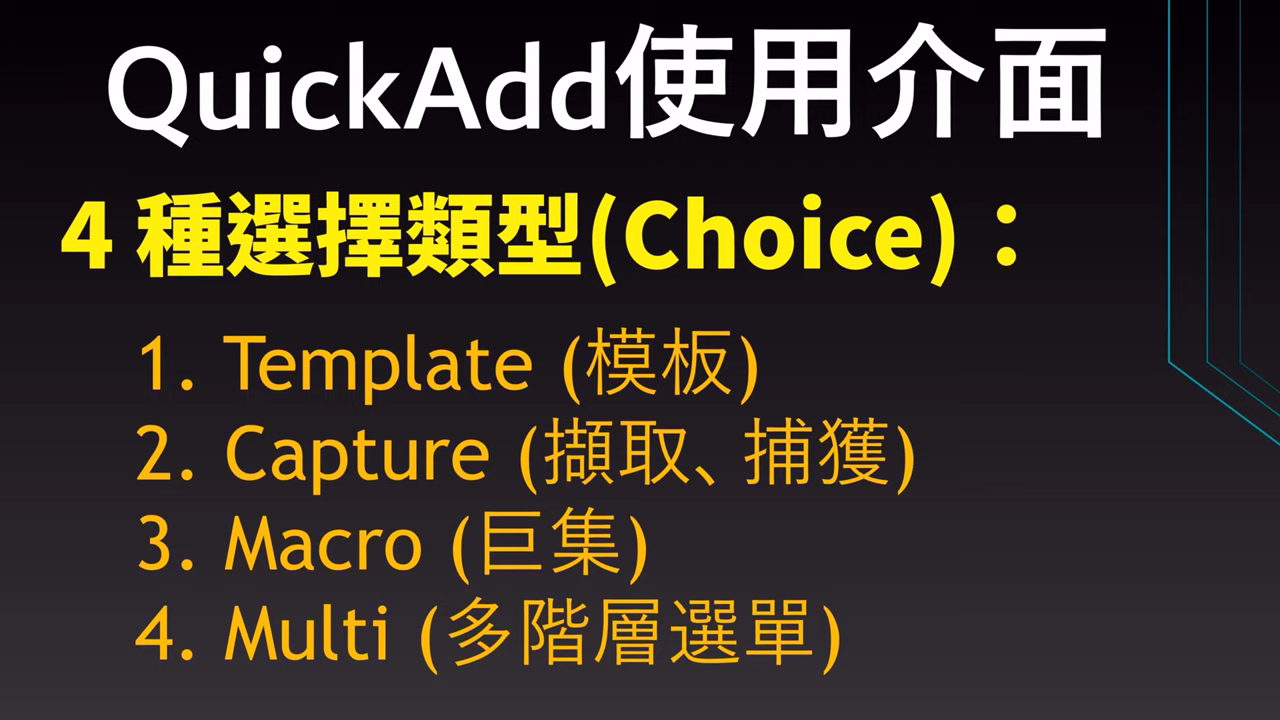 QuickAdd使用介面
4 種選擇類型(Choice)：
1. Template (模板)
2. Capture (擷取、捕獲)
3. Macro (巨集)
4. Multi (多階層選單)